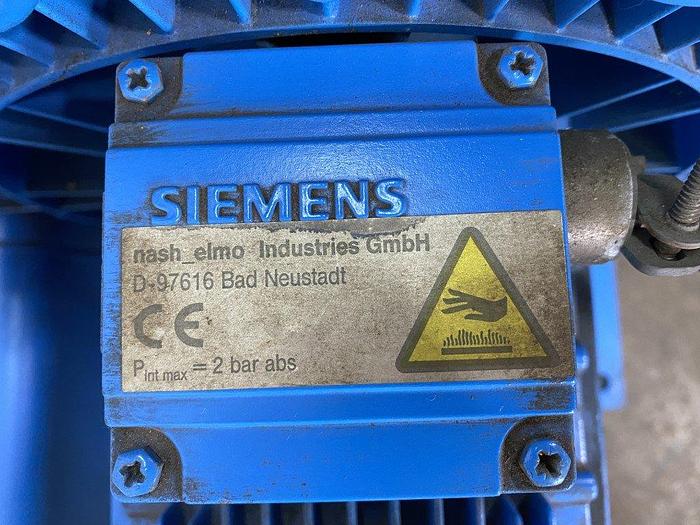 SIEMENS
nash_elmo Industries GmbH
D-97616 Bad Neustadt
CE
Pint max = 2 bar abs